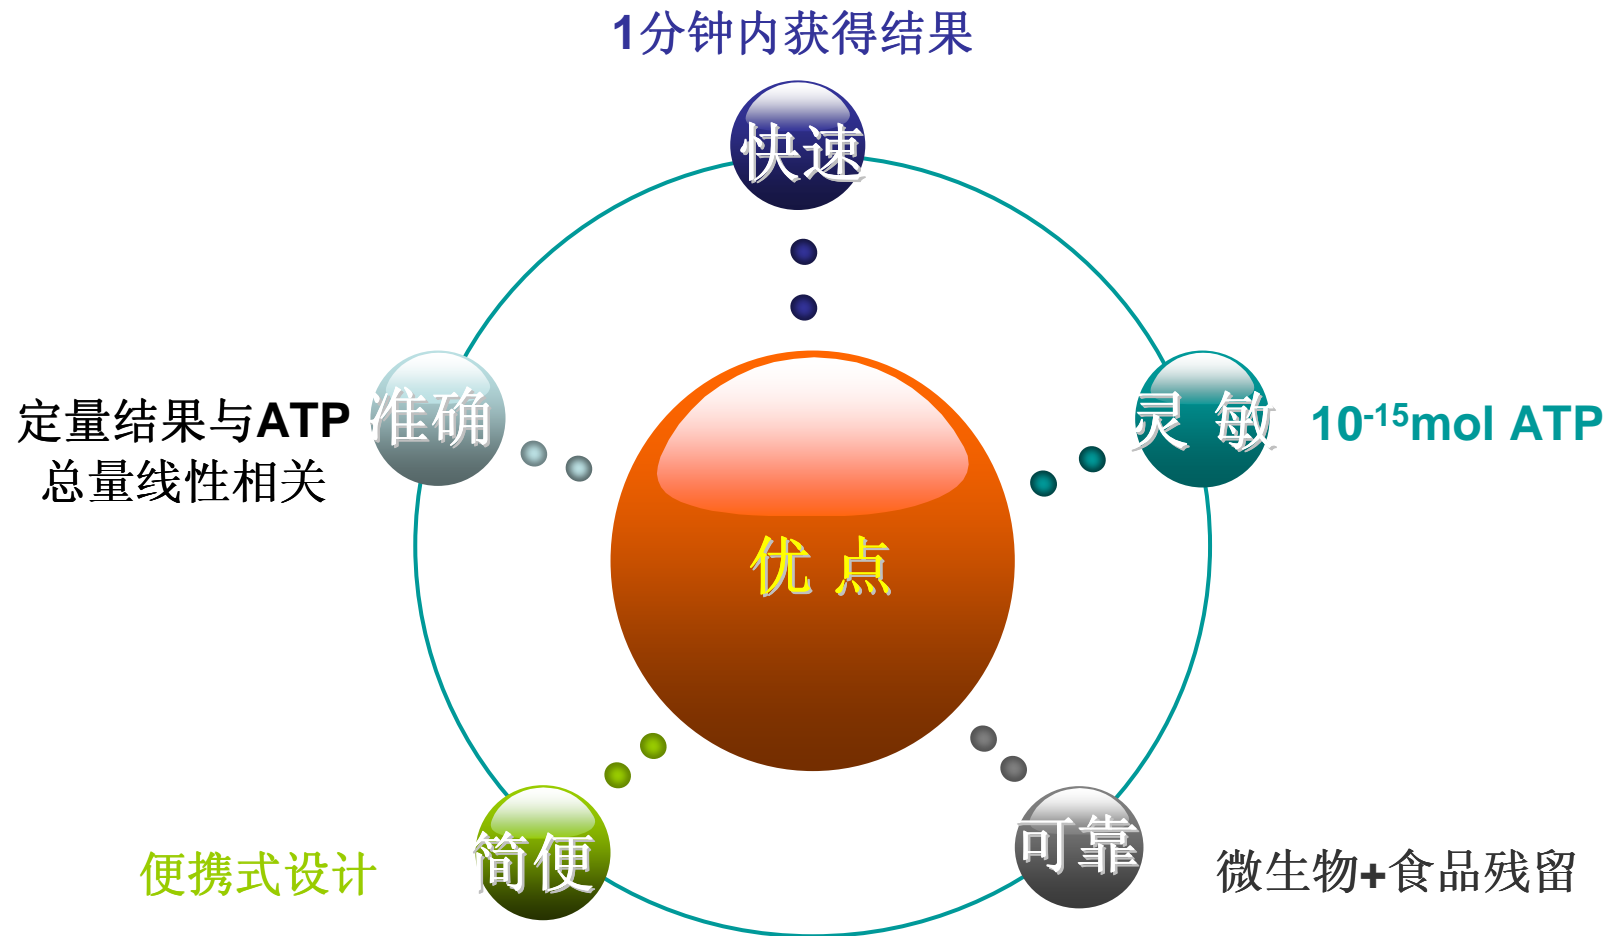 1分钟内获得结果
快速
准确
定量结果与ATP
总量线性相关
灵 敏
10-15mol ATP
优 点
简便
便携式设计
可靠
微生物+食品残留